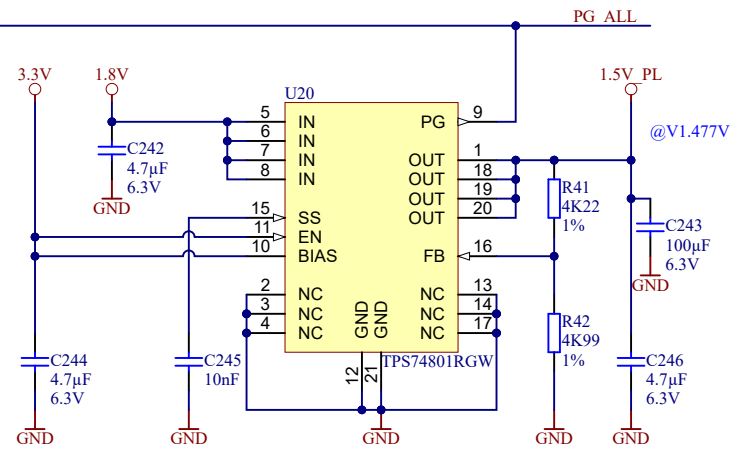 PG_ALL
3.3V
1.8V
1.5V_PL
U20
@V1.477V
5 IN
6 IN
7 IN
8 IN
PG 9
OUT 1
OUT 18
OUT 19
OUT 20
C242
4.7µF
6.3V
GND
R41
4K22
1%
15 SS
11 EN
10 BIAS
FB 16
C243
100µF
6.3V
GND
2 NC
3 NC
4 NC
NC 13
NC 14
NC 17
GND
GND
12
21
TPS74801RGW
R42
4K99
1%
C244
4.7µF
6.3V
C245
10nF
C246
4.7µF
6.3V
GND
GND
GND
GND
GND